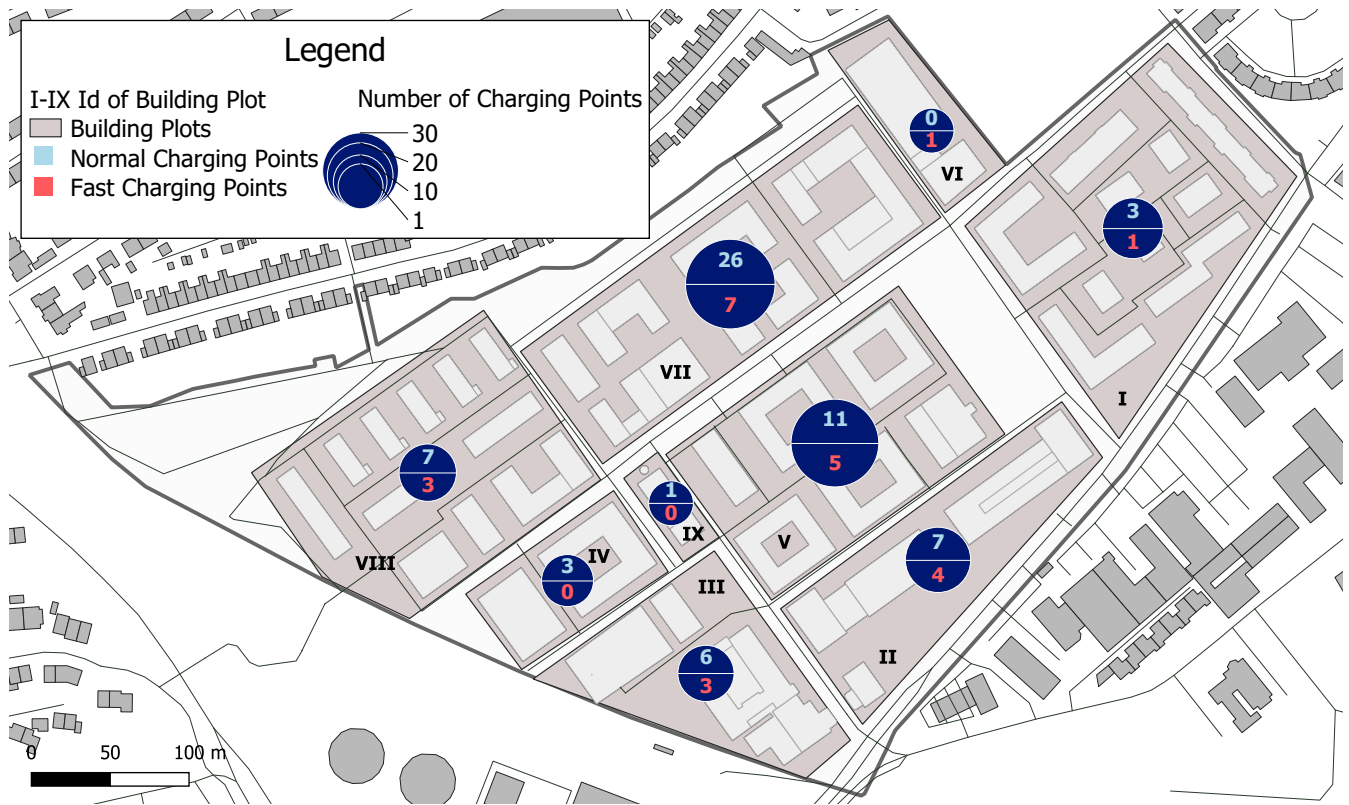 Legend
I-IX Id of Building Plot
Building Plots
Normal Charging Points
Fast Charging Points
Number of Charging Points
30
20
10
1
0
1
VI
3
1
I
26
7
VII
11
5
V
7
3
VIII
1
0
IX
3
0
IV
III
7
4
II
6
3
0 50 100 m